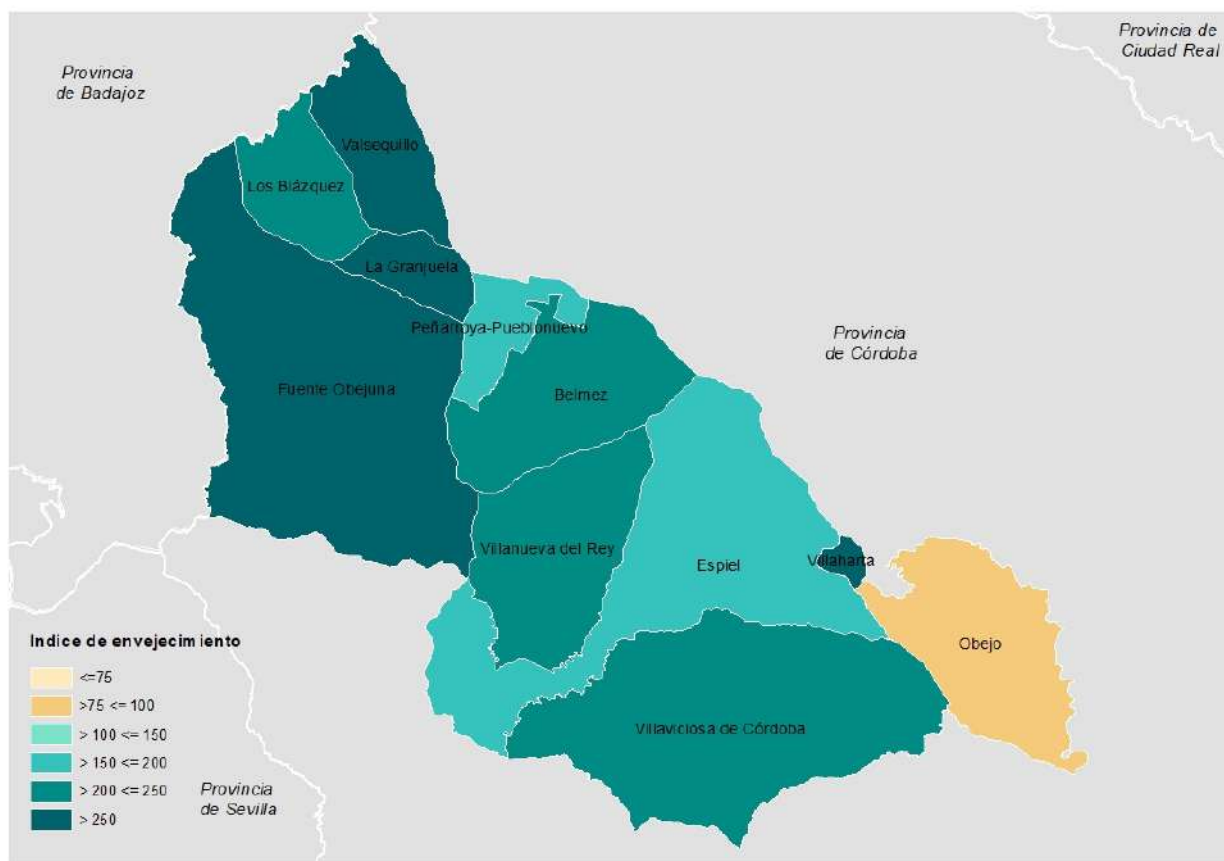 Provincia de
Ciudad Real
Provincia
de Badajoz
Valsequillo
Los Blázquez
La Granjuela
Peñarroya-Pueblonuevo
Provincia
de Córdoba
Fuente Obejuna
Belmez
Villanueva del Rey
Espiel
Villaharta
Obejo
Villaviciosa de Córdoba
Indice de envejecimiento
<=75
>75 <= 100
> 100 <= 150
> 150 <= 200
> 200 <= 250
> 250
Provincia
de Sevilla